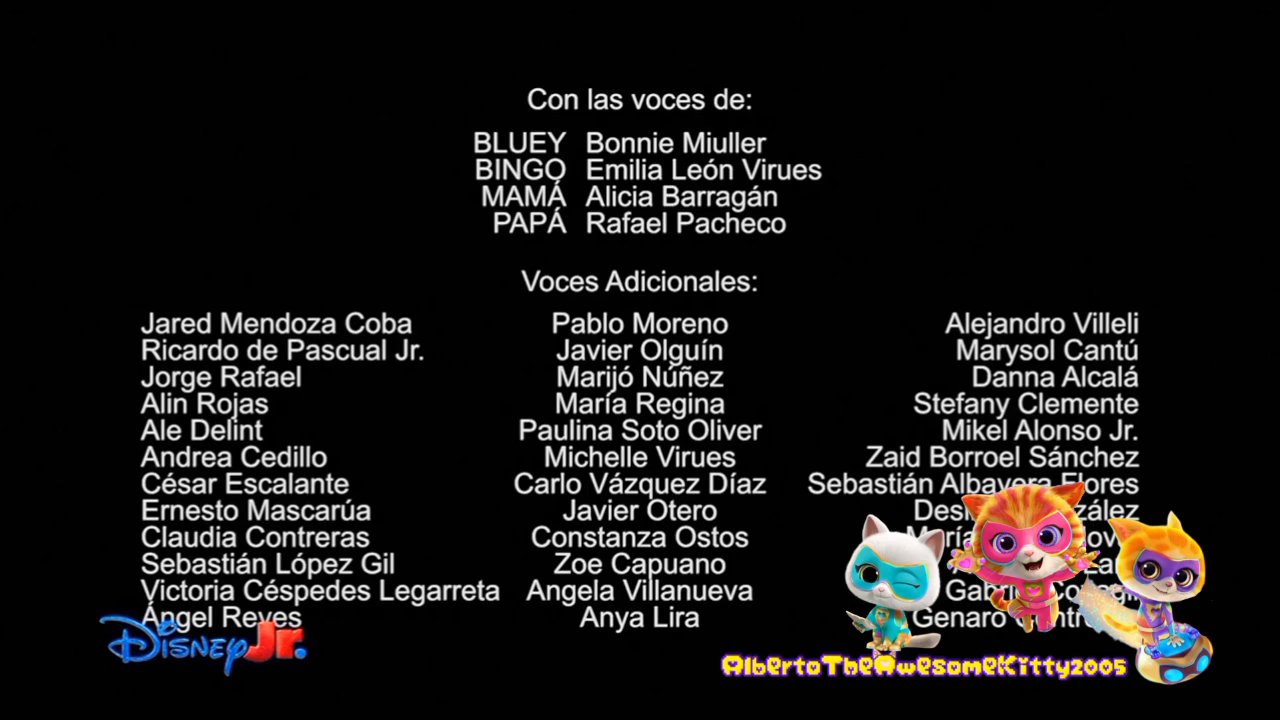 Con las voces de:
BLUEY Bonnie Miuller
BINGO Emilia León Virues
MAMÁ Alicia Barragán
PAPÁ Rafael Pacheco
Voces Adicionales:
Jared Mendoza Coba Pablo Moreno Alejandro Villeli
Ricardo de Pascual Jr. Javier Olguín Marysol Cantú
Jorge Rafael Marijó Núñez Danna Alcalá
Alin Rojas María Regina Stefany Clemente
Ale Delint Paulina Soto Oliver Mikel Alonso Jr.
Andrea Cedillo Michelle Virues Zaid Borroel Sánchez
César Escalante Carlo Vázquez Díaz Sebastián Albavera Flores
Ernesto Mascarúa Javier Otero
Claudia Contreras Constanza Ostos
Sebastián López Gil Zoe Capuano
Victoria Céspedes Legarreta Angela Villanueva
Ángel Reyes Anya Lira Genaro
Disney Jr.
AlbertoTheAwesomeKitty2005